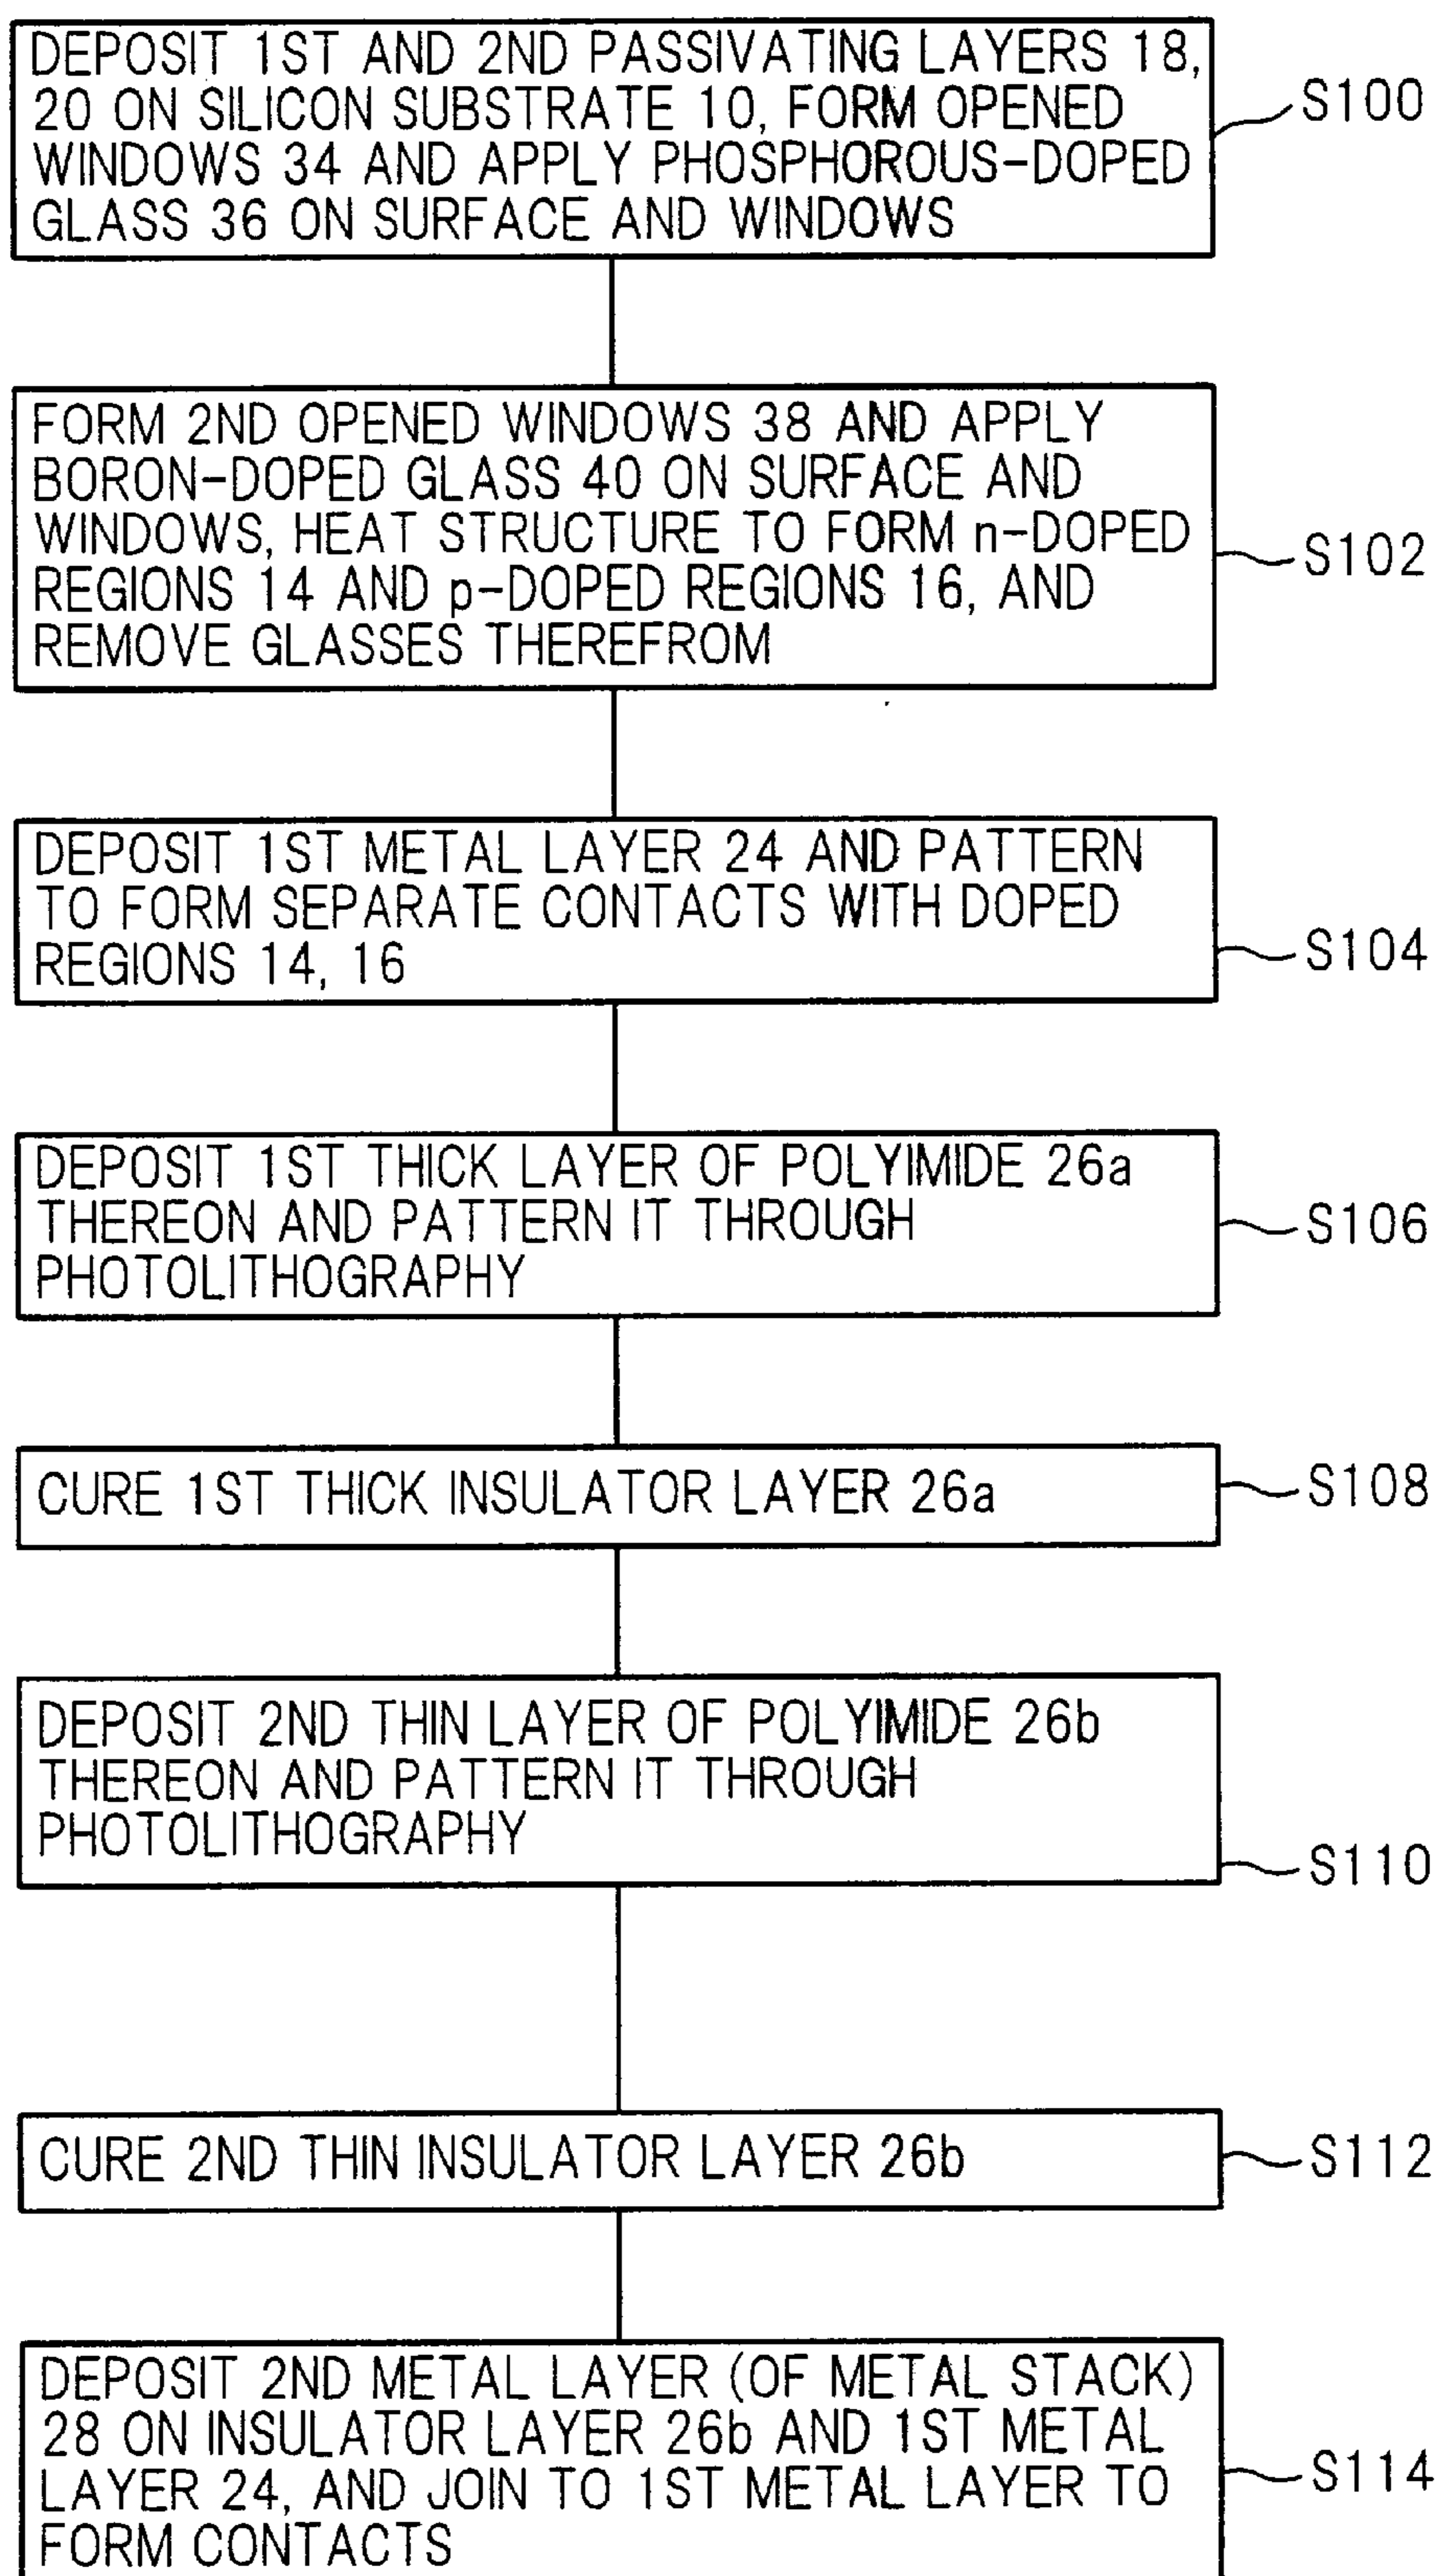 DEPOSIT 1ST AND 2ND PASSIVATING LAYERS 18,
20 ON SILICON SUBSTRATE 10, FORM OPENED
WINDOWS 34 AND APPLY PHOSPHOROUS-DOPED
GLASS 36 ON SURFACE AND WINDOWS
S100
FORM 2ND OPENED WINDOWS 38 AND APPLY
BORON-DOPED GLASS 40 ON SURFACE AND
WINDOWS, HEAT STRUCTURE TO FORM n-DOPED
REGIONS 14 AND p-DOPED REGIONS 16, AND
REMOVE GLASSES THEREFROM
S102
DEPOSIT 1ST METAL LAYER 24 AND PATTERN
TO FORM SEPARATE CONTACTS WITH DOPED
REGIONS 14, 16
S104
DEPOSIT 1ST THICK LAYER OF POLYIMIDE 26a
THEREON AND PATTERN IT THROUGH
PHOTOLITHOGRAPHY
S106
CURE 1ST THICK INSULATOR LAYER 26a
S108
DEPOSIT 2ND THIN LAYER OF POLYIMIDE 26b
THEREON AND PATTERN IT THROUGH
PHOTOLITHOGRAPHY
S110
CURE 2ND THIN INSULATOR LAYER 26b
S112
DEPOSIT 2ND METAL LAYER (OF METAL STACK)
28 ON INSULATOR LAYER 26b AND 1ST METAL
LAYER 24, AND JOIN TO 1ST METAL LAYER TO
FORM CONTACTS
S114